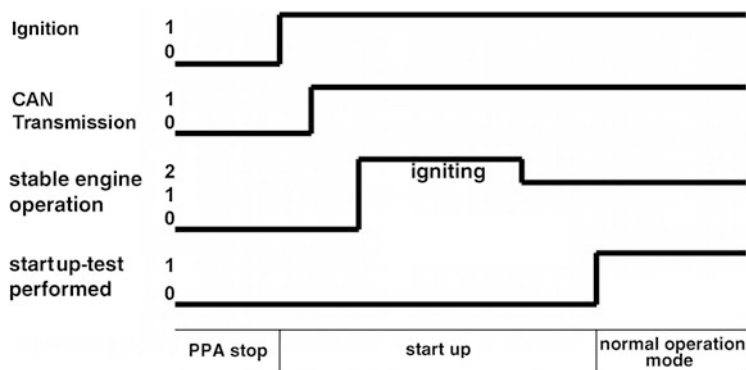 Ignition
1
0
CAN
Transmission
1
0
stable engine
operation
2
1
0
igniting
startup-test
performed
1
0
PPA stop
start up
normal operation
mode